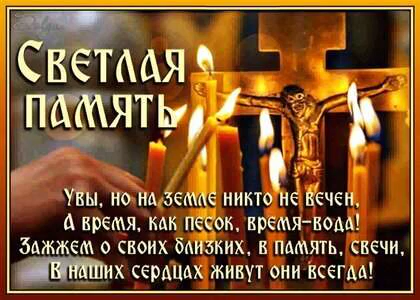 Светлая
память
Увы, но на земле никто не вечен,
А время, как песок, время-вода!
Зажжем о своих близких, в память, свечи,
В наших сердцах живут они всегда!